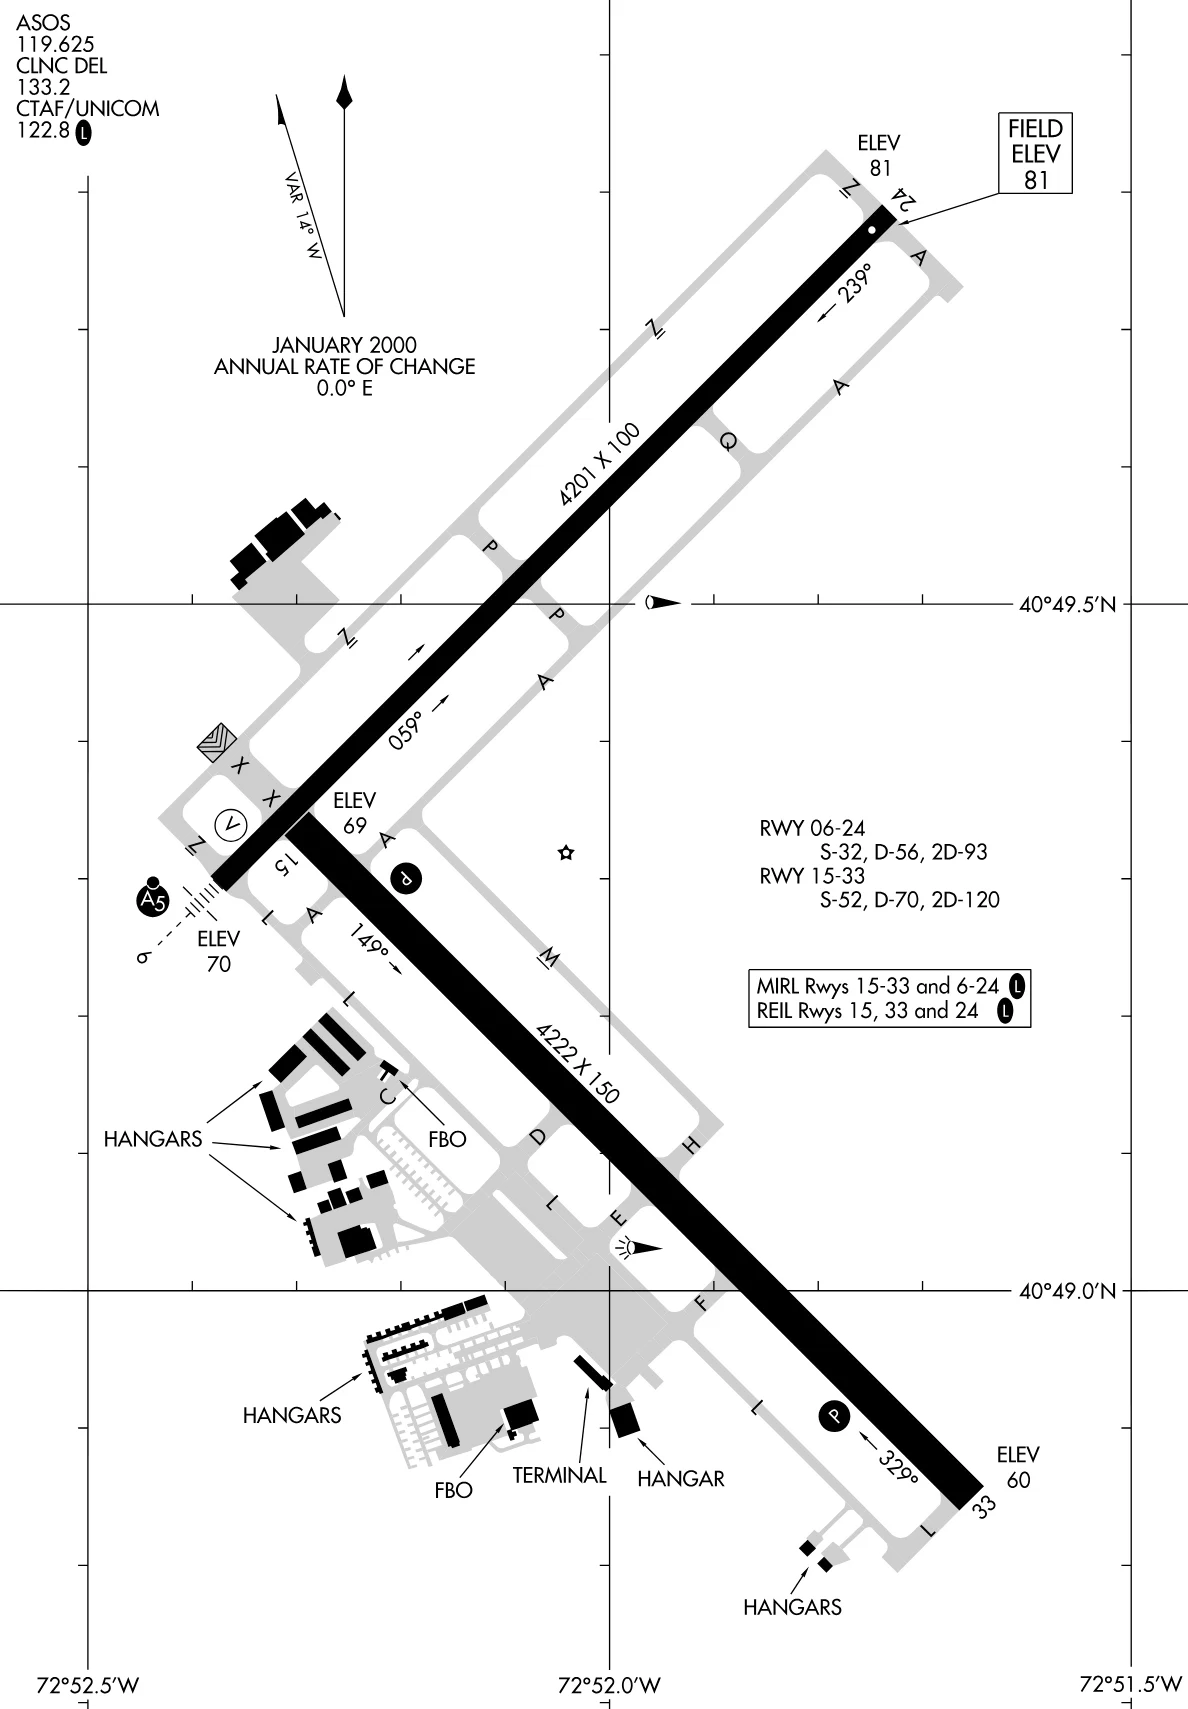 ASOS
119.625
CLNC DEL
133.2
CTAF/UNICOM
122.8 L
VAR 14° W
JANUARY 2000
ANNUAL RATE OF CHANGE
0.0° E
FIELD
ELEV
81
ELEV
81
24
Z
A
239°
Z
A
Q
4201 X 100
P
P
40°49.5'N
Z
A
059°
X
X
ELEV
69
V
A
Z
15
P
A5
L
A
6
ELEV
70
149°
W
L
RWY 06-24
S-32, D-56, 2D-93
RWY 15-33
S-52, D-70, 2D-120
MIRL Rwys 15-33 and 6-24 L
REIL Rwys 15, 33 and 24 L
4222 X 150
C
HANGARS
FBO
D
H
L
E
40°49.0'N
F
HANGARS
L
P
329°
ELEV
60
33
FBO
TERMINAL
HANGAR
L
HANGARS
72°52.5'W
72°52.0'W
72°51.5'W